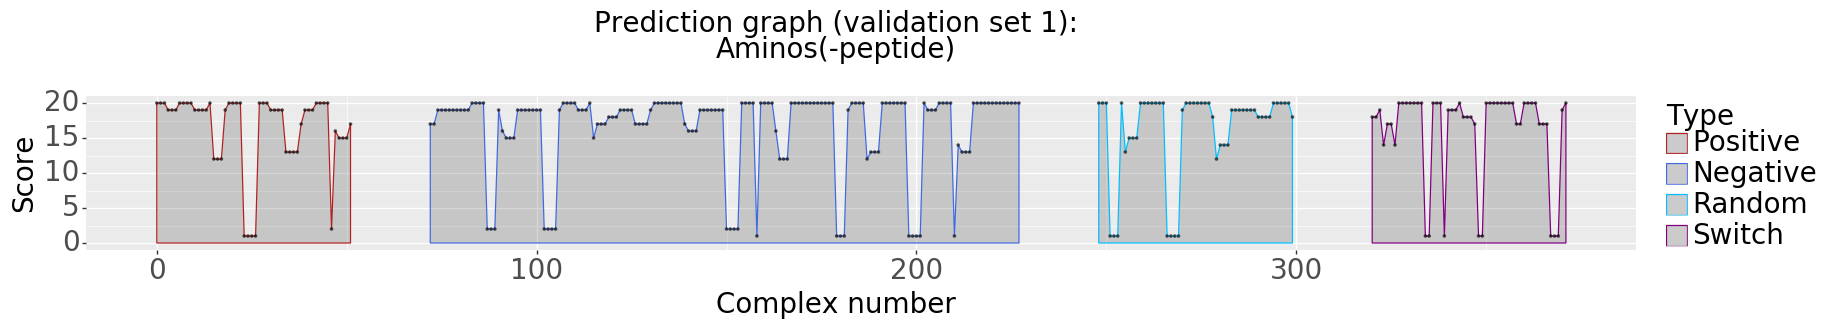 Prediction graph (validation set 1):
Aminos(-peptide)
20
15
10
5
0
Score
0 100 200 300
Complex number
Type
Positive
Negative
Random
Switch